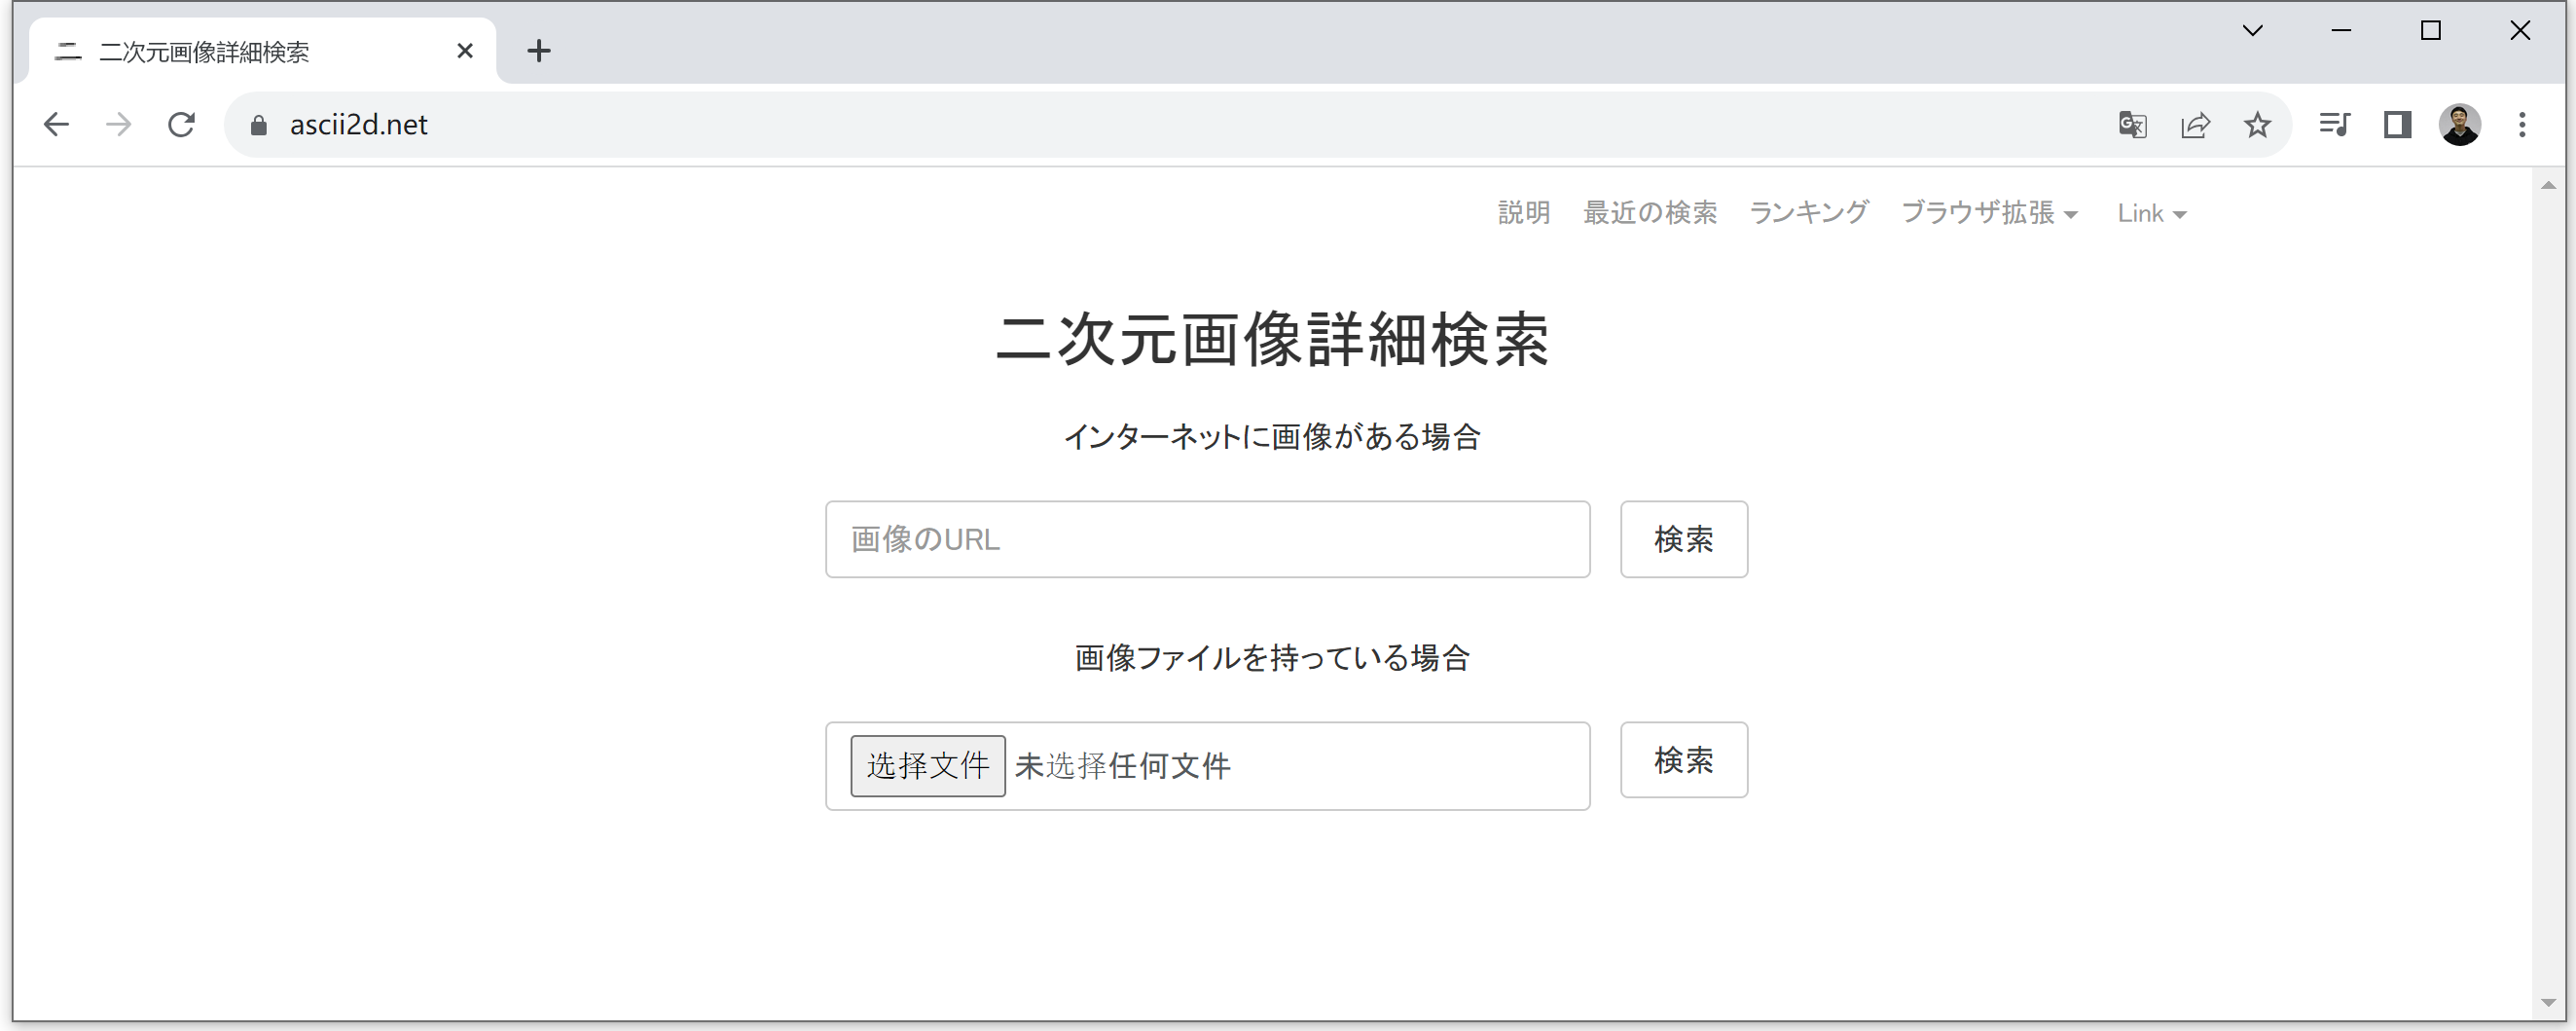 二次元画像詳細検索
ascii2d.net
説明 最近の検索 ランキング ブラウザ拡張 Link
二次元画像詳細検索
インターネットに画像がある場合
画像のURL 検索
画像ファイルを持っている場合
选择文件 未选择任何文件 検索